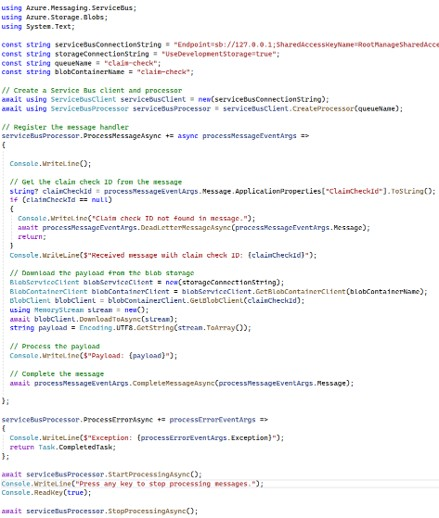 using Azure.Messaging.ServiceBus;
using Azure.Storage.Blobs;
using System.Text;
const string serviceBusConnectionString = "Endpoint=sb://127.0.0.1;SharedAccessKeyName=RootManageSharedAcce
const string storageConnectionString = "UseDevelopmentStorage=true";
const string queueName = "claim-check";
const string blobContainerName = "claim-check";
// Create a Service Bus client and processor
await using ServiceBusClient serviceBusClient = new(serviceBusConnectionString);
await using ServiceBusProcessor serviceBusProcessor = serviceBusClient.CreateProcessor(queueName);
// Register the message handler
serviceBusProcessor.ProcessMessageAsync += async processMessageEventArgs =>
{
Console.WriteLine();
// Get the claim check ID from the message
string? claimCheckId = processMessageEventArgs.Message.ApplicationProperties["ClaimCheckId"].ToString();
if (claimCheckId == null)
{
Console.WriteLine("Claim check ID not found in message.");
await processMessageEventArgs.DeadLetterMessageAsync(processMessageEventArgs.Message);
return;
}
Console.WriteLine($"Received message with claim check ID: {claimCheckId}");
// Download the payload from the blob storage
BlobServiceClient blobServiceClient = new(storageConnectionString);
BlobContainerClient blobContainerClient = blobServiceClient.GetBlobContainerClient(blobContainerName);
BlobClient blobClient = blobContainerClient.GetBlobClient(claimCheckId);
using MemoryStream stream = new();
await blobClient.DownloadToAsync(stream);
string payload = Encoding.UTF8.GetString(stream.ToArray());
// Process the payload
Console.WriteLine($"Payload: {payload}");
// Complete the message
await processMessageEventArgs.CompleteMessageAsync(processMessageEventArgs.Message);
};
serviceBusProcessor.ProcessErrorAsync += processErrorEventArgs =>
{
Console.WriteLine($"Exception: {processErrorEventArgs.Exception}");
return Task.CompletedTask;
};
await serviceBusProcessor.StartProcessingAsync();
Console.WriteLine("Press any key to stop processing messages.");
Console.ReadKey(true);
await serviceBusProcessor.StopProcessingAsync();